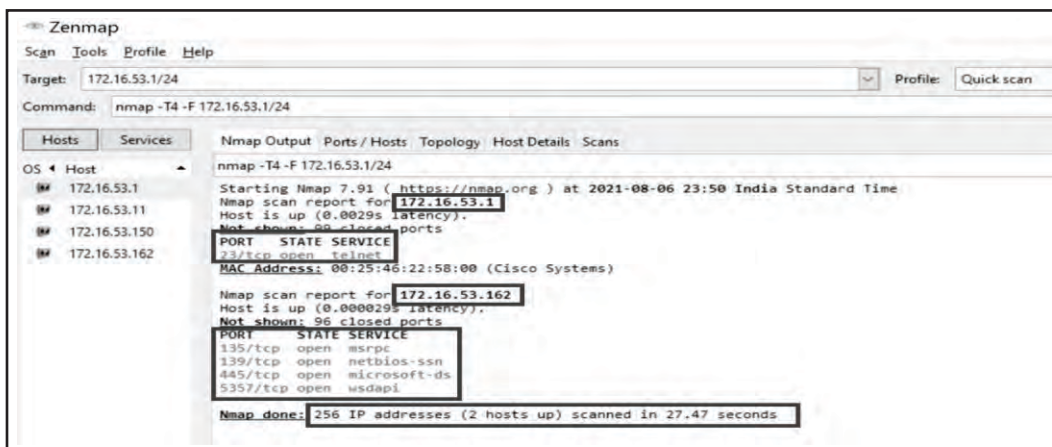 Zenmap
Scan Tools Profile Help
Target: 172.16.53.1/24 Profile: Quick scan
Command: nmap -T4 -F 172.16.53.1/24
Hosts Services Nmap Output Ports / Hosts Topology Host Details Scans
OS Host nmap -T4 -F 172.16.53.1/24
172.16.53.1
172.16.53.11
172.16.53.150
172.16.53.162
Starting Nmap 7.91 ( https://nmap.org ) at 2021-08-06 23:50 India Standard Time
Nmap scan report for 172.16.53.1
Host is up (0.0029s latency).
Not shown: 99 closed ports
PORT STATE SERVICE
23/tcp open telnet
MAC Address: 00:25:46:22:58:00 (Cisco Systems)
Nmap scan report for 172.16.53.162
Host is up (0.000029s latency).
Not shown: 96 closed ports
PORT STATE SERVICE
135/tcp open msrpc
139/tcp open netbios-ssn
445/tcp open microsoft-ds
5357/tcp open wsdapi
Nmap done: 256 IP addresses (2 hosts up) scanned in 27.47 seconds